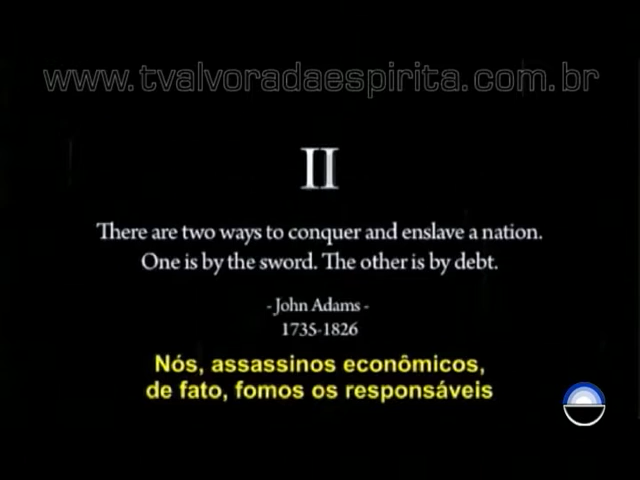 www.tvalvoradaespirita.com.br
II
There are two ways to conquer and enslave a nation.
One is by the sword. The other is by debt.
- John Adams -
1735-1826
Nós, assassinos econômicos,
de fato, fomos os responsáveis